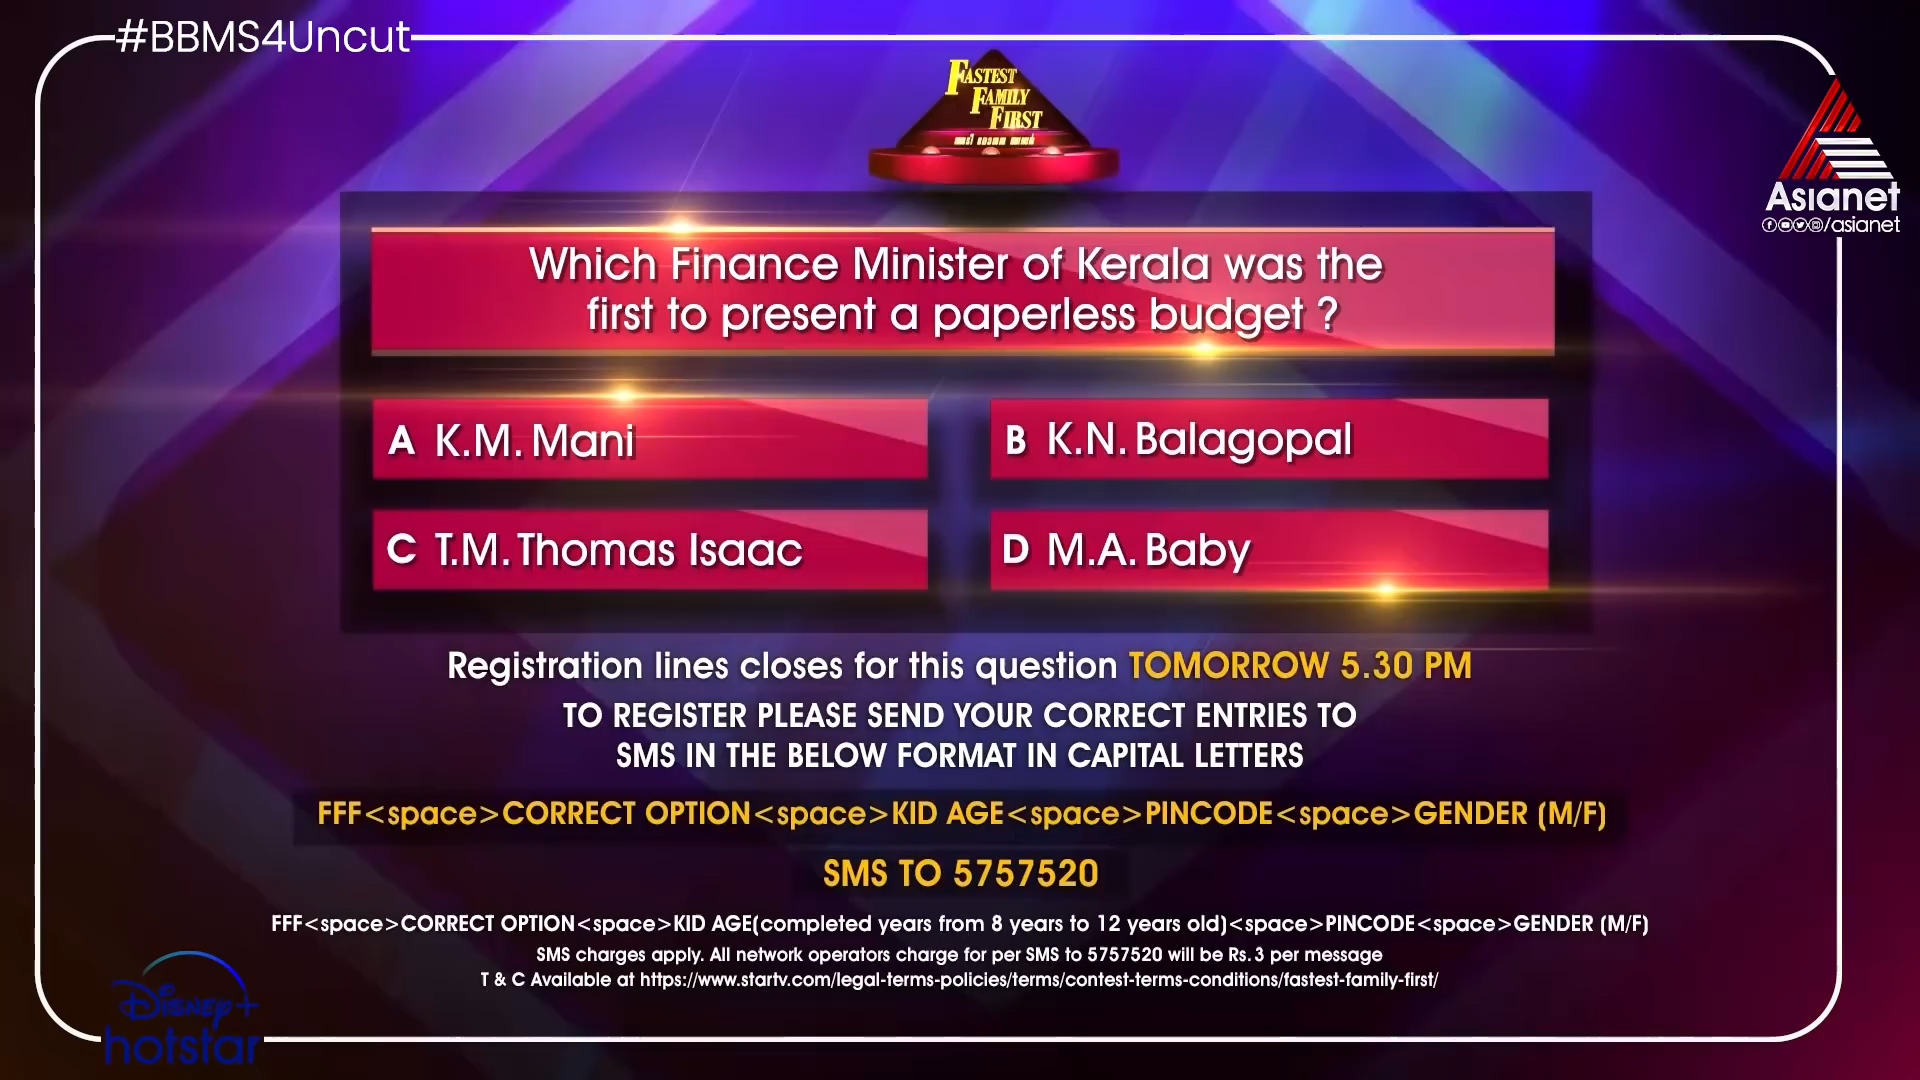 #BBMS4Uncut
FASTEST
FAMILY
FIRST
Asianet
/asianet
Which Finance Minister of Kerala was the
first to present a paperless budget ?
A K.M. Mani
B K.N. Balagopal
C T.M. Thomas Isaac
D M.A. Baby
Registration lines closes for this question TOMORROW 5.30 PM
TO REGISTER PLEASE SEND YOUR CORRECT ENTRIES TO
SMS IN THE BELOW FORMAT IN CAPITAL LETTERS
FFF<space>CORRECT OPTION<space>KID AGE<space>PINCODE<space>GENDER (M/F)
SMS TO 5757520
FFF<space>CORRECT OPTION<space>KID AGE(completed years from 8 years to 12 years old)<space>PINCODE<space>GENDER (M/F)
SMS charges apply. All network operators charge for per SMS to 5757520 will be Rs. 3 per message
T & C Available at https://www.startv.com/legal-terms-policies/terms/contest-terms-conditions/fastest-family-first/
Disney+
hotstar